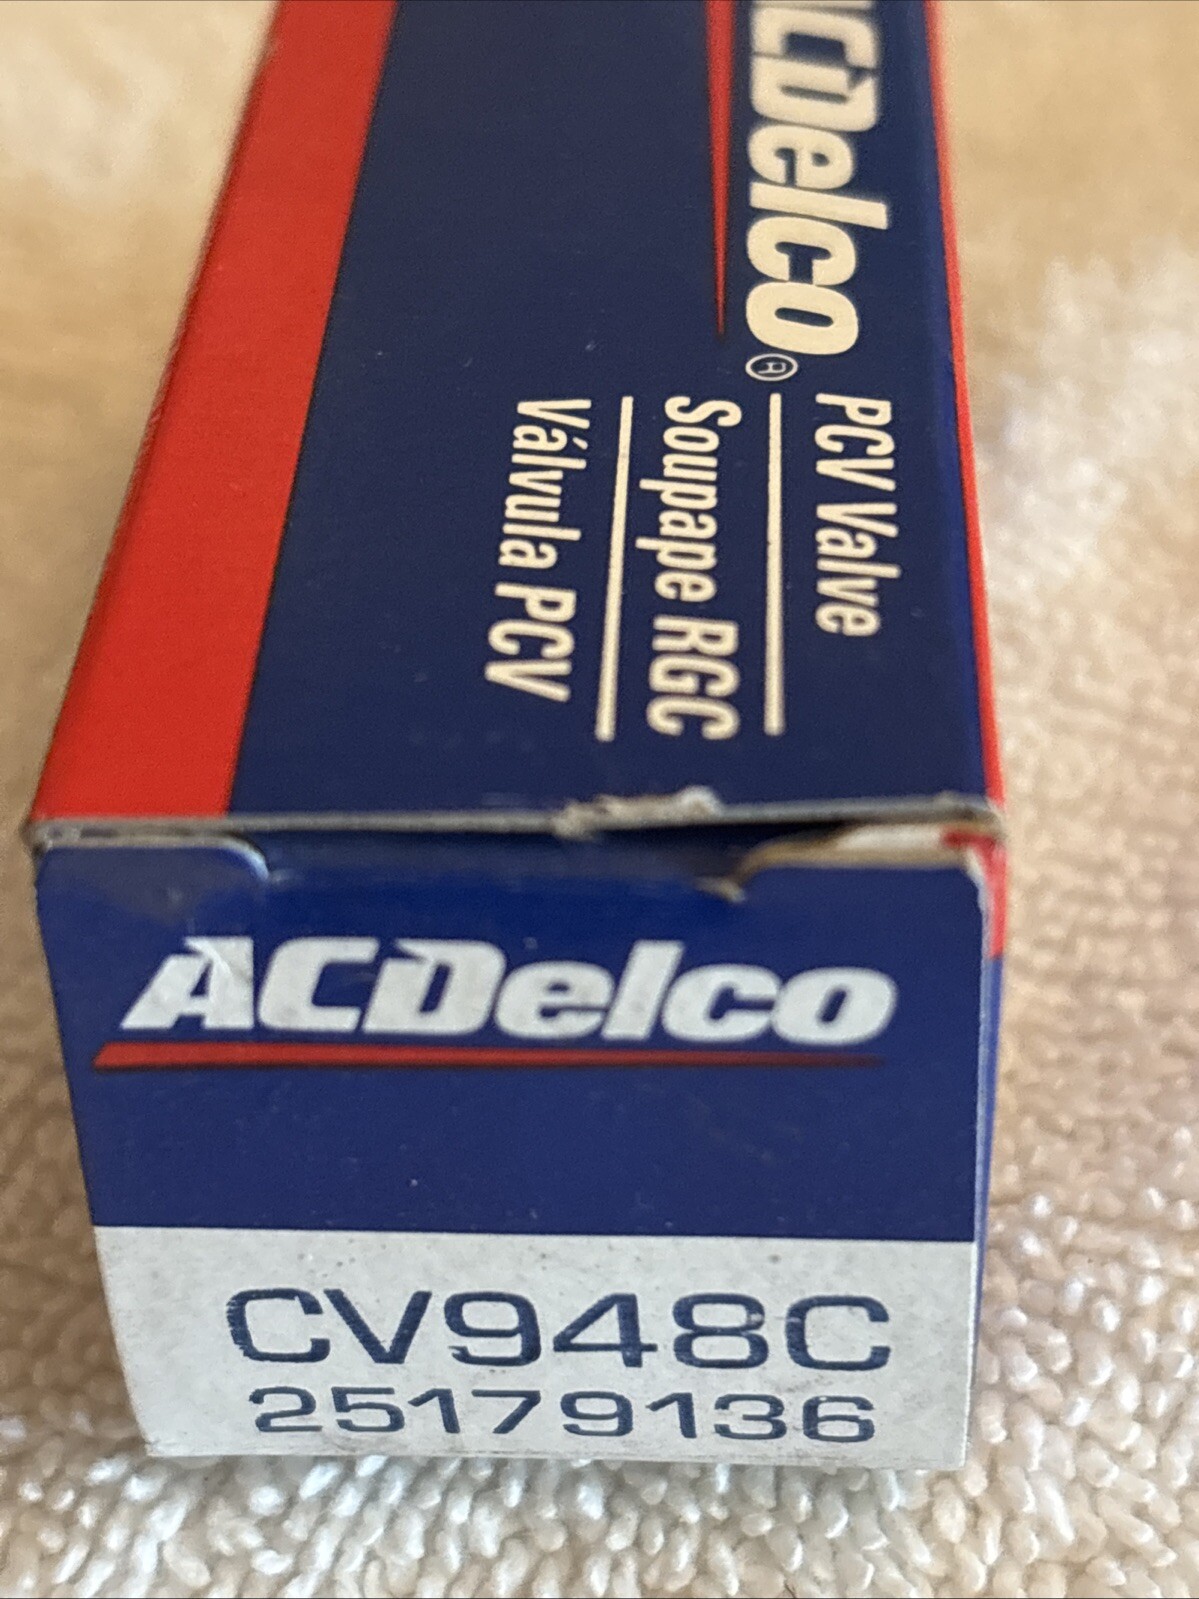 ACDelco®
PCV Valve
Soupape RGC
Válvula PCV
ACDelco
CV948C
25179136